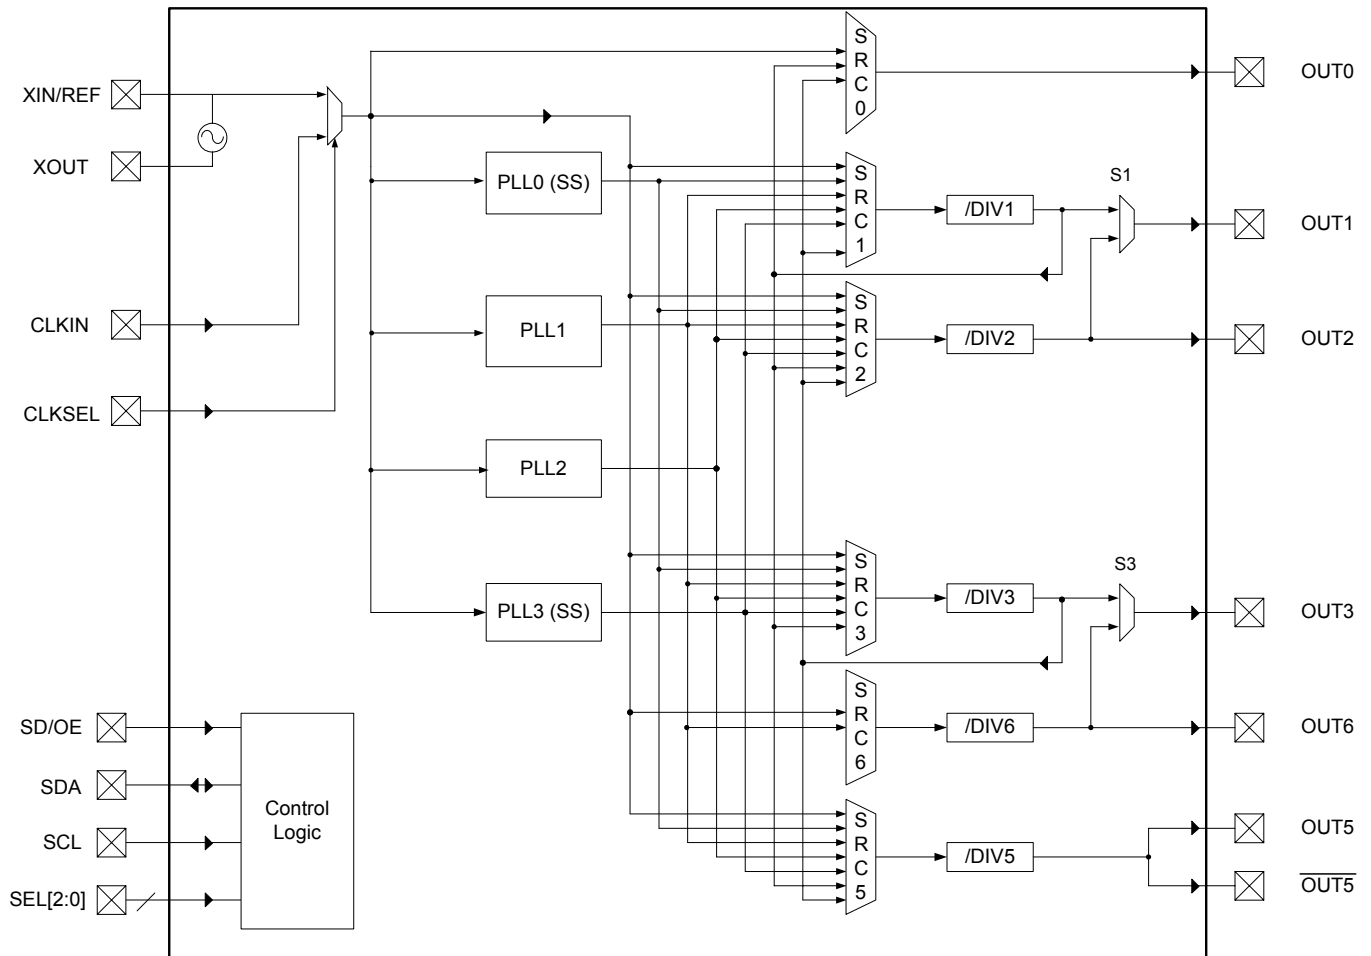 XIN/REF
XOUT
CLKIN
CLKSEL
SD/OE
SDA
SCL
SEL[2:0]
Control
Logic
PLL0 (SS)
PLL1
PLL2
PLL3 (SS)
SRC0
SRC1
SRC2
SRC3
SRC6
SRC5
/DIV1
/DIV2
/DIV3
/DIV6
/DIV5
S1
S3
OUT0
OUT1
OUT2
OUT3
OUT6
OUT5
OUT5